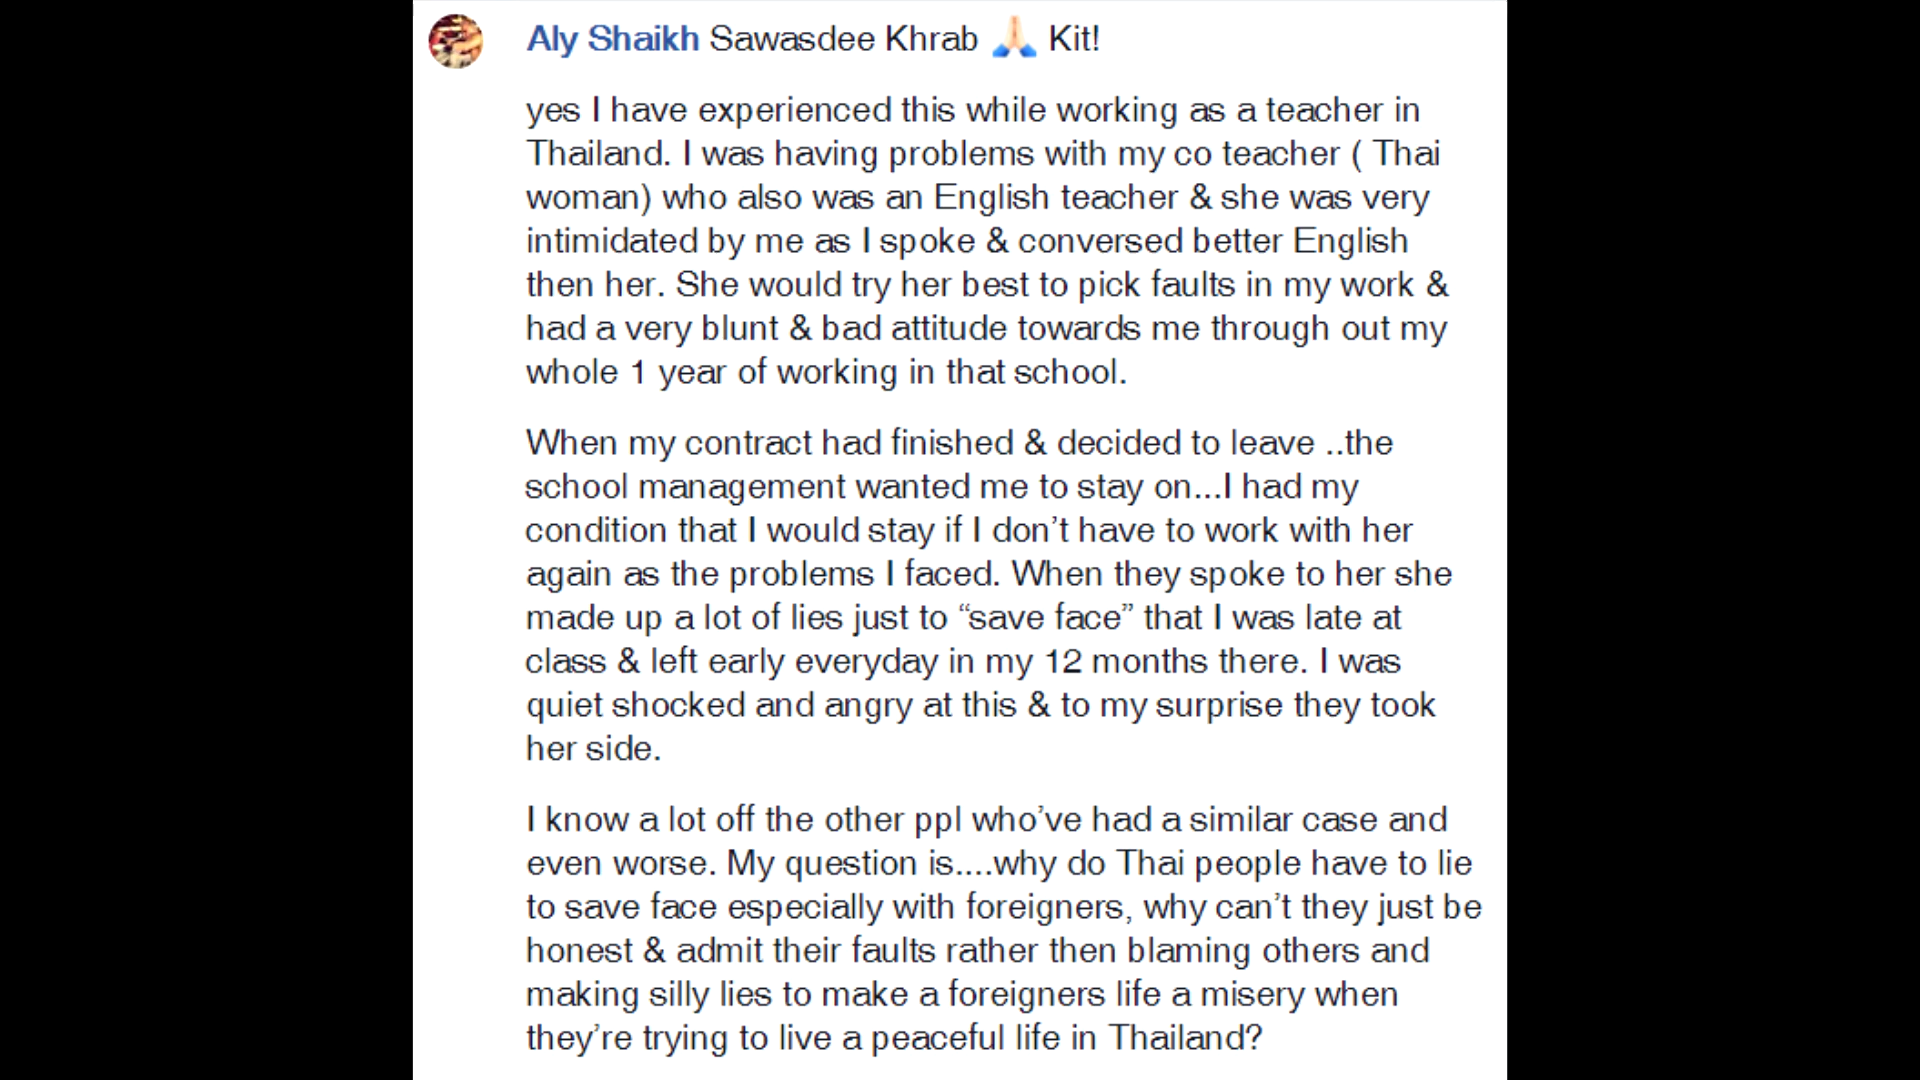 Aly Shaikh Sawasdee Khrab 🙏 Kit!
yes I have experienced this while working as a teacher in
Thailand. I was having problems with my co teacher ( Thai
woman) who also was an English teacher & she was very
intimidated by me as I spoke & conversed better English
then her. She would try her best to pick faults in my work &
had a very blunt & bad attitude towards me through out my
whole 1 year of working in that school.
When my contract had finished & decided to leave ..the
school management wanted me to stay on...I had my
condition that I would stay if I don’t have to work with her
again as the problems I faced. When they spoke to her she
made up a lot of lies just to “save face” that I was late at
class & left early everyday in my 12 months there. I was
quiet shocked and angry at this & to my surprise they took
her side.
I know a lot off the other ppl who’ve had a similar case and
even worse. My question is....why do Thai people have to lie
to save face especially with foreigners, why can’t they just be
honest & admit their faults rather then blaming others and
making silly lies to make a foreigners life a misery when
they’re trying to live a peaceful life in Thailand?